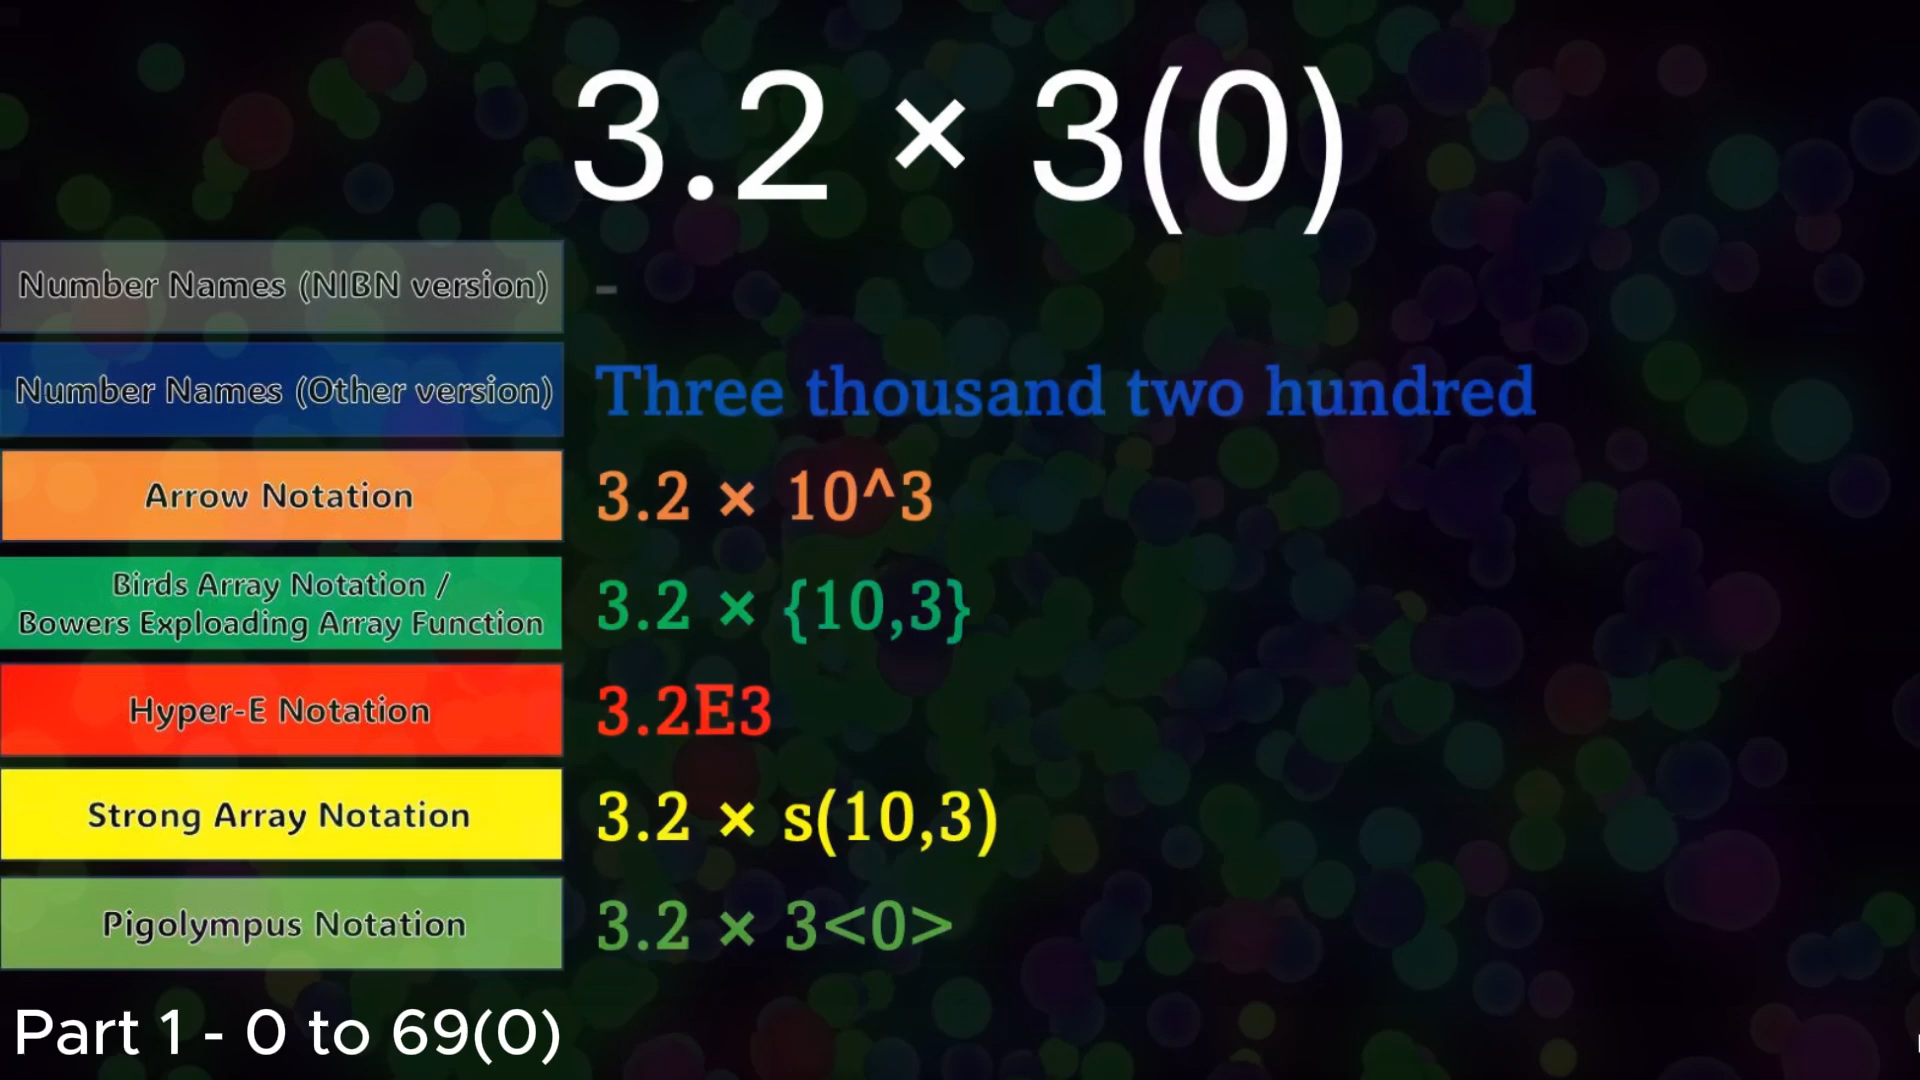 3.2 × 3(0)
Number Names (NIBN version)
-
Number Names (Other version)
Three thousand two hundred
Arrow Notation
3.2 × 10^3
Birds Array Notation /
Bowers Exploading Array Function
3.2 × {10,3}
Hyper-E Notation
3.2E3
Strong Array Notation
3.2 × s(10,3)
Pigolympus Notation
3.2 × 3<0>
Part 1 - 0 to 69(0)